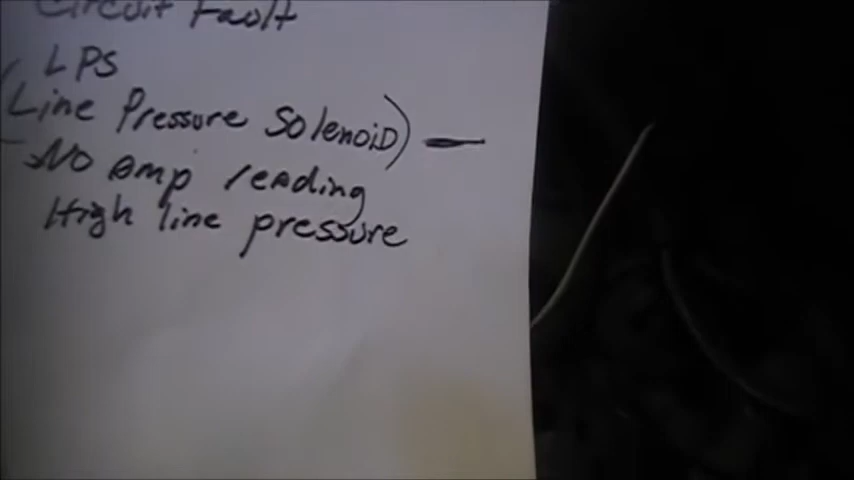 Circuit Fault
LPS
(Line Pressure SolenoiD) —
No Amp reading
High line pressure